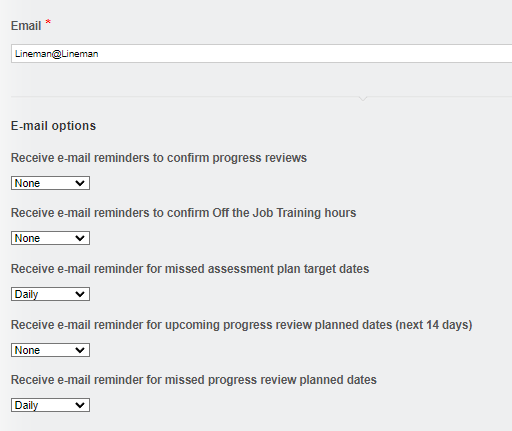 Email *
Lineman@Lineman
E-mail options
Receive e-mail reminders to confirm progress reviews
None
Receive e-mail reminders to confirm Off the Job Training hours
None
Receive e-mail reminder for missed assessment plan target dates
Daily
Receive e-mail reminder for upcoming progress review planned dates (next 14 days)
None
Receive e-mail reminder for missed progress review planned dates
Daily